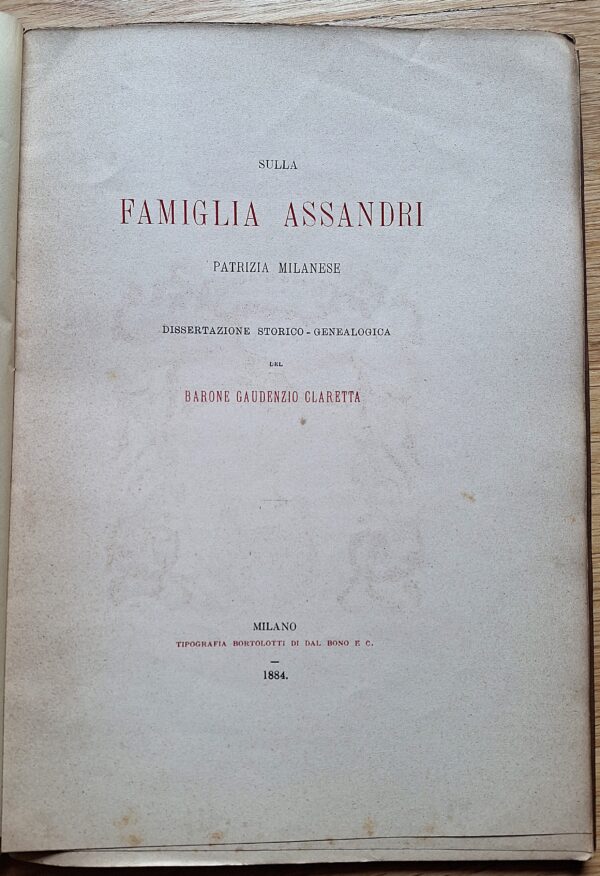 SULLA
FAMIGLIA ASSANDRI
PATRIZIA MILANESE
DISSERTAZIONE STORICO-GENEALOGICA
DEL
BARONE GAUDENZIO CLARETTA
MILANO
TIPOGRAFIA BORTOLOTTI DI DAL BONO E C.
—
1884.